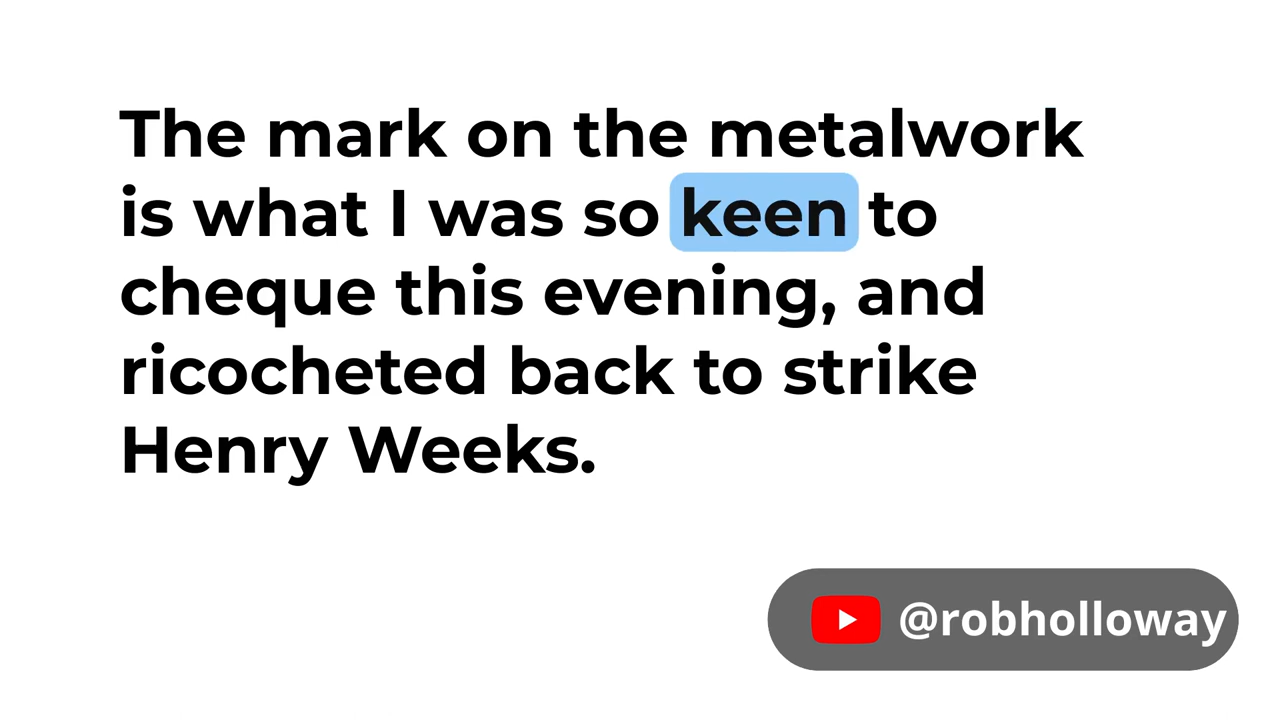 The mark on the metalwork
is what I was so keen to
cheque this evening, and
ricocheted back to strike
Henry Weeks.
@robholloway